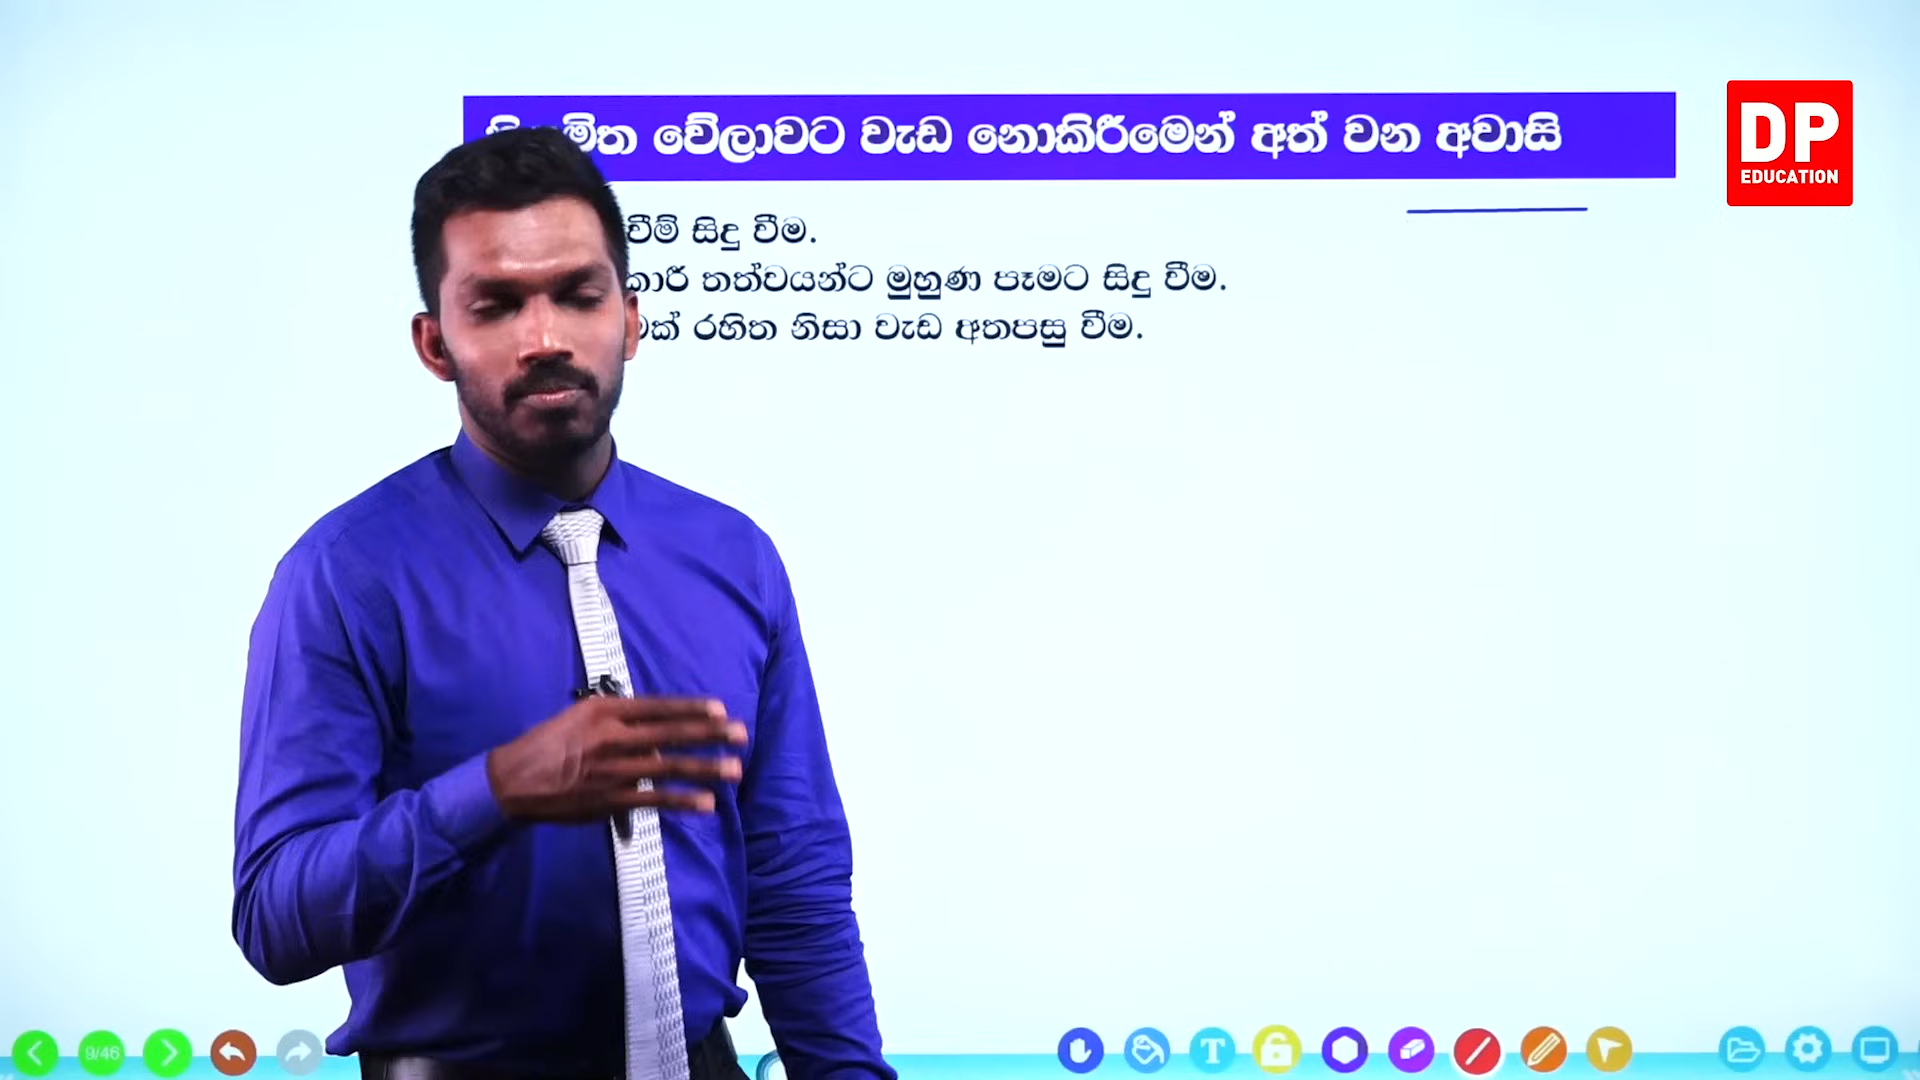 වේලාවට වැඩ නොකිරීමෙන් අත් වන අවාසි
DP
EDUCATION
සිදු වීම.
තත්වයන්ට මුහුණ පෑමට සිදු වීම.
රහිත නිසා වැඩ අතපසු වීම.
9/46
T